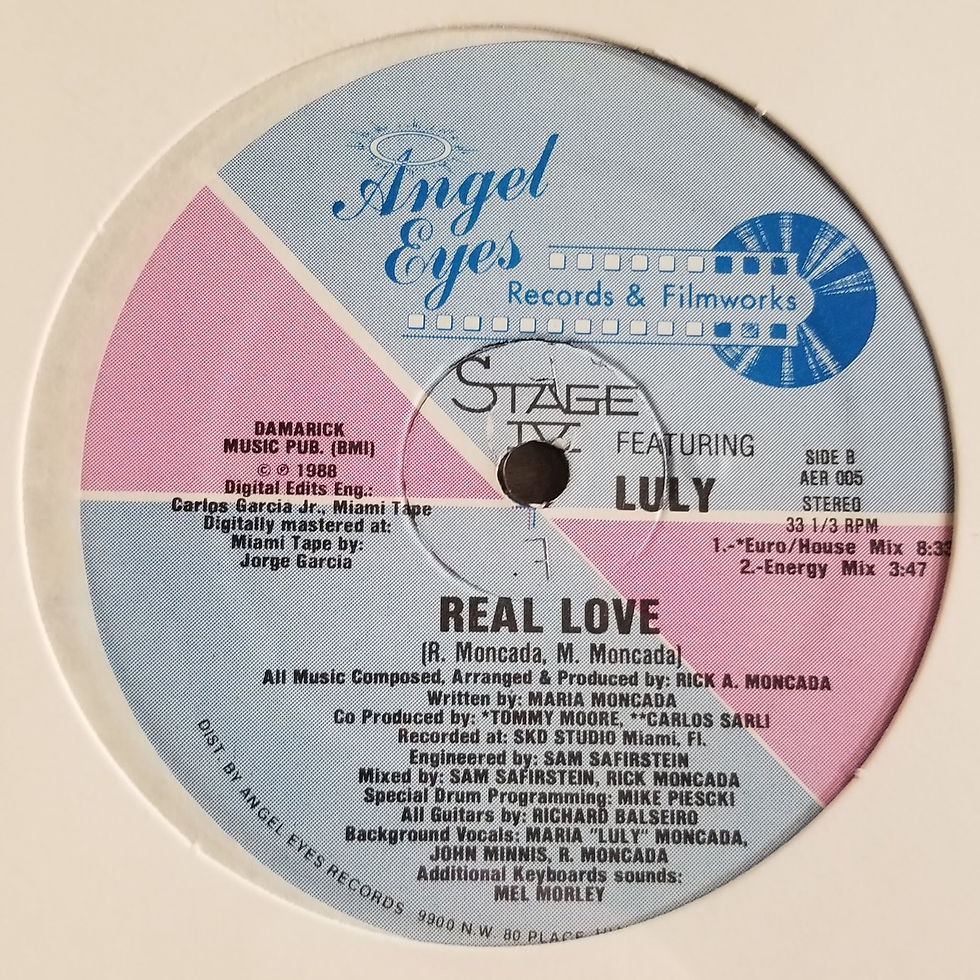 Angel
Eyes
Records & Filmworks
STAGE
IV FEATURING
LULY
SIDE B
AER 005
STEREO
33 1/3 RPM
1.-*Euro/House Mix 8:33
2.-Energy Mix 3:47
DAMARICK
MUSIC PUB. (BMI)
© ℗ 1988
Digital Edits Eng.:
Carlos Garcia Jr., Miami Tape
Digitally mastered at:
Miami Tape by:
Jorge Garcia
REAL LOVE
(R. Moncada, M. Moncada)
All Music Composed, Arranged & Produced by: RICK A. MONCADA
Written by: MARIA MONCADA
Co Produced by: *TOMMY MOORE, **CARLOS SARLI
Recorded at: SKD STUDIO Miami, Fl.
Engineered by: SAM SAFIRSTEIN
Mixed by: SAM SAFIRSTEIN, RICK MONCADA
Special Drum Programming: MIKE PIESCKI
All Guitars by: RICHARD BALSEIRO
Background Vocals: MARIA "LULY" MONCADA,
JOHN MINNIS, R. MONCADA
Additional Keyboards sounds:
MEL MORLEY
DIST. BY ANGEL EYES RECORDS 9900 N.W. 80 PLACE